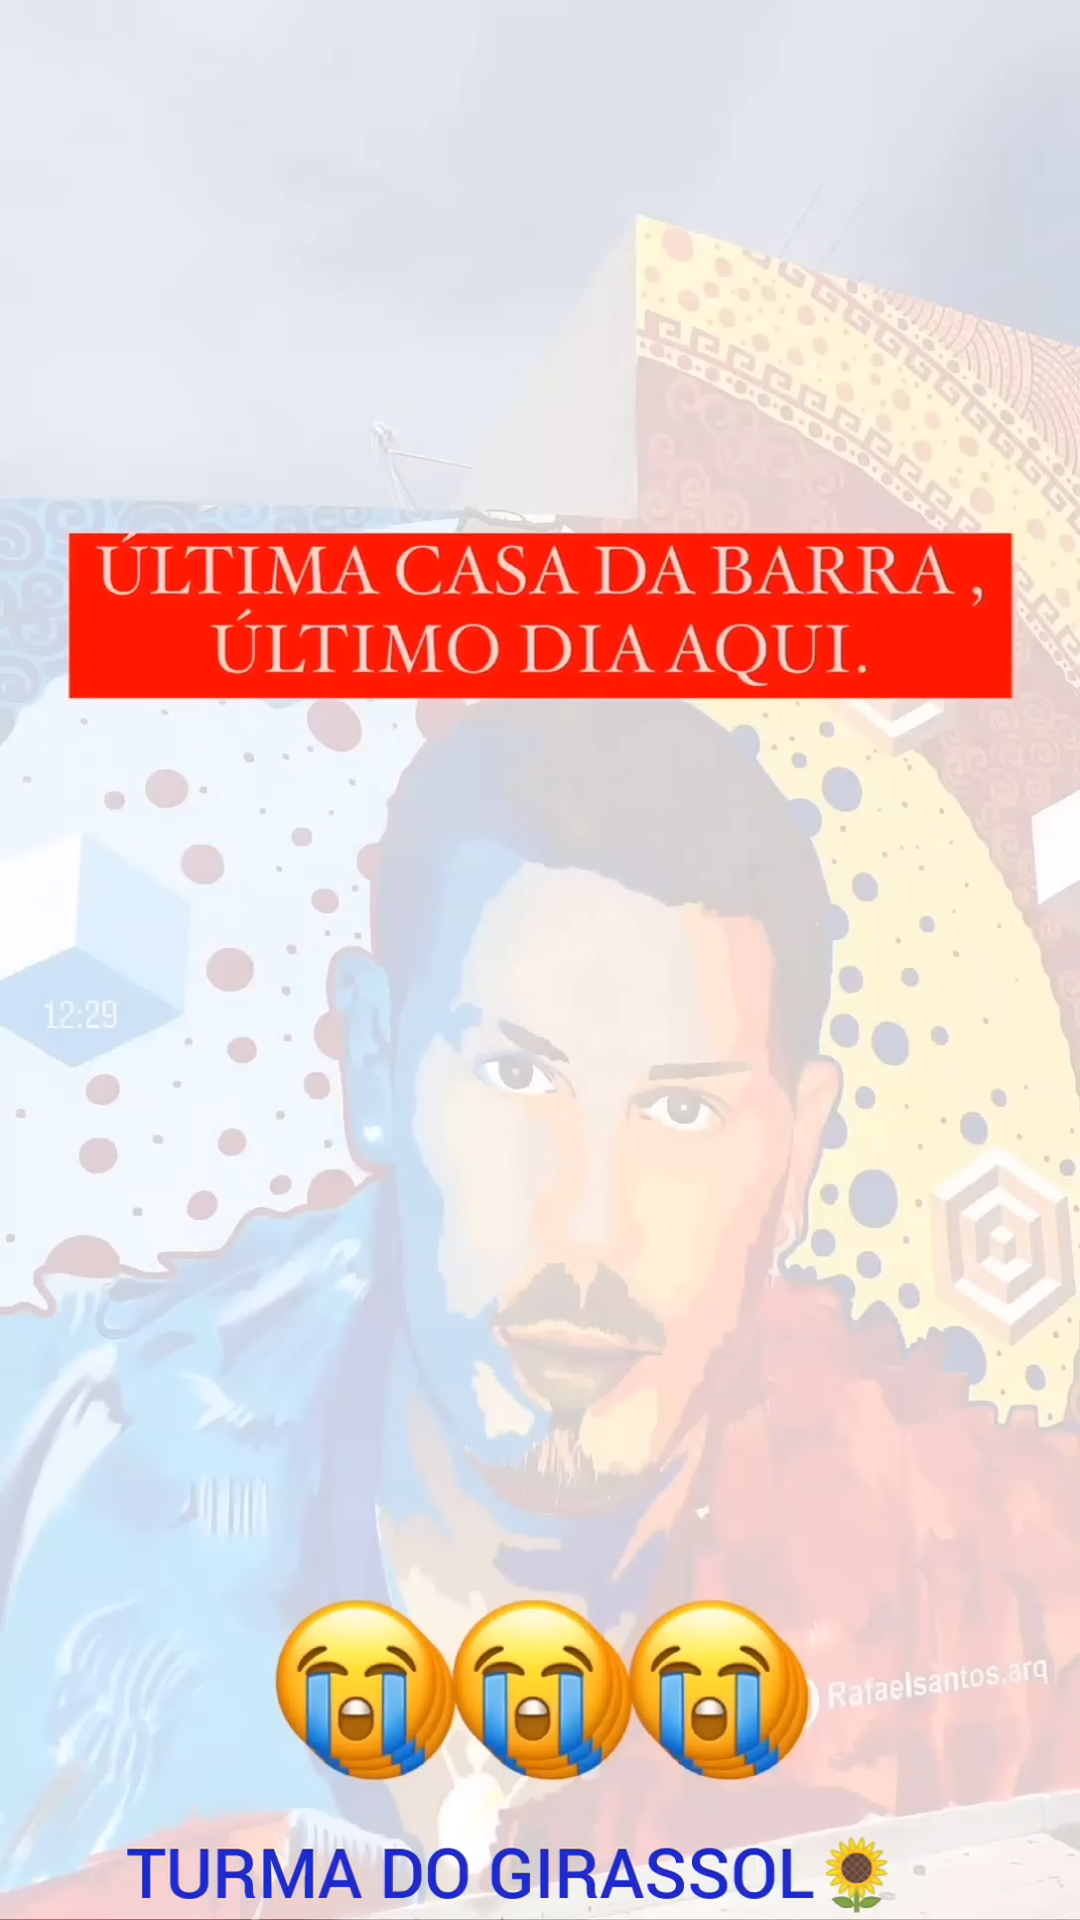 ÚLTIMA CASA DA BARRA ,
ÚLTIMO DIA AQUI.
12:29
Rafaelsantos.arq
TURMA DO GIRASSOL🌻